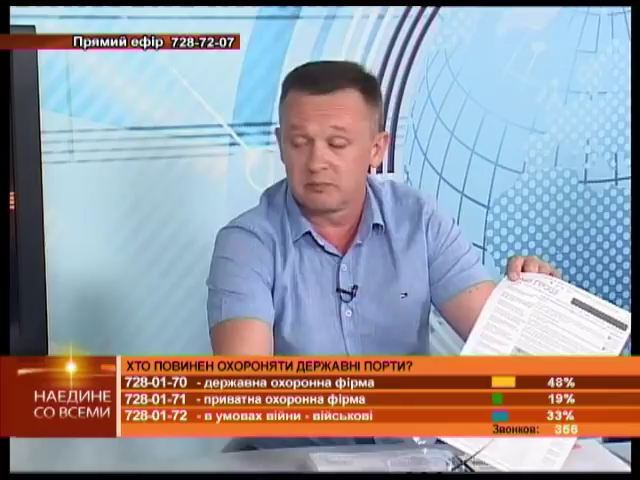 Прямий ефір 728-72-07
ХТО ПОВИНЕН ОХОРОНЯТИ ДЕРЖАВНІ ПОРТИ?
728-01-70 - державна охоронна фірма 48%
728-01-71 - приватна охоронна фірма 19%
728-01-72 - в умовах війни - військові 33%
Звонков: 366
НАЕДИНЕ
СО ВСЕМИ